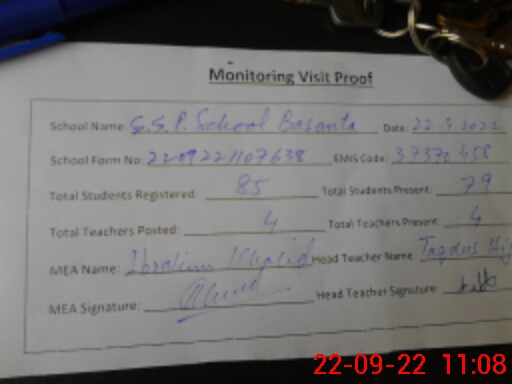 Monitoring Visit Proof
School Name: G.S.P. School Basanta Date: 22.9.2022
School Form No: 2209221107638 EMIS Code: 37370458
Total Students Registered: 85 Total Students Present: 79
Total Teachers Posted: 4 Total Teachers Present: 4
MEA Name: Ibrahim Khalid Head Teacher Name:
MEA Signature: Head Teacher Signature:
22-09-22 11:08